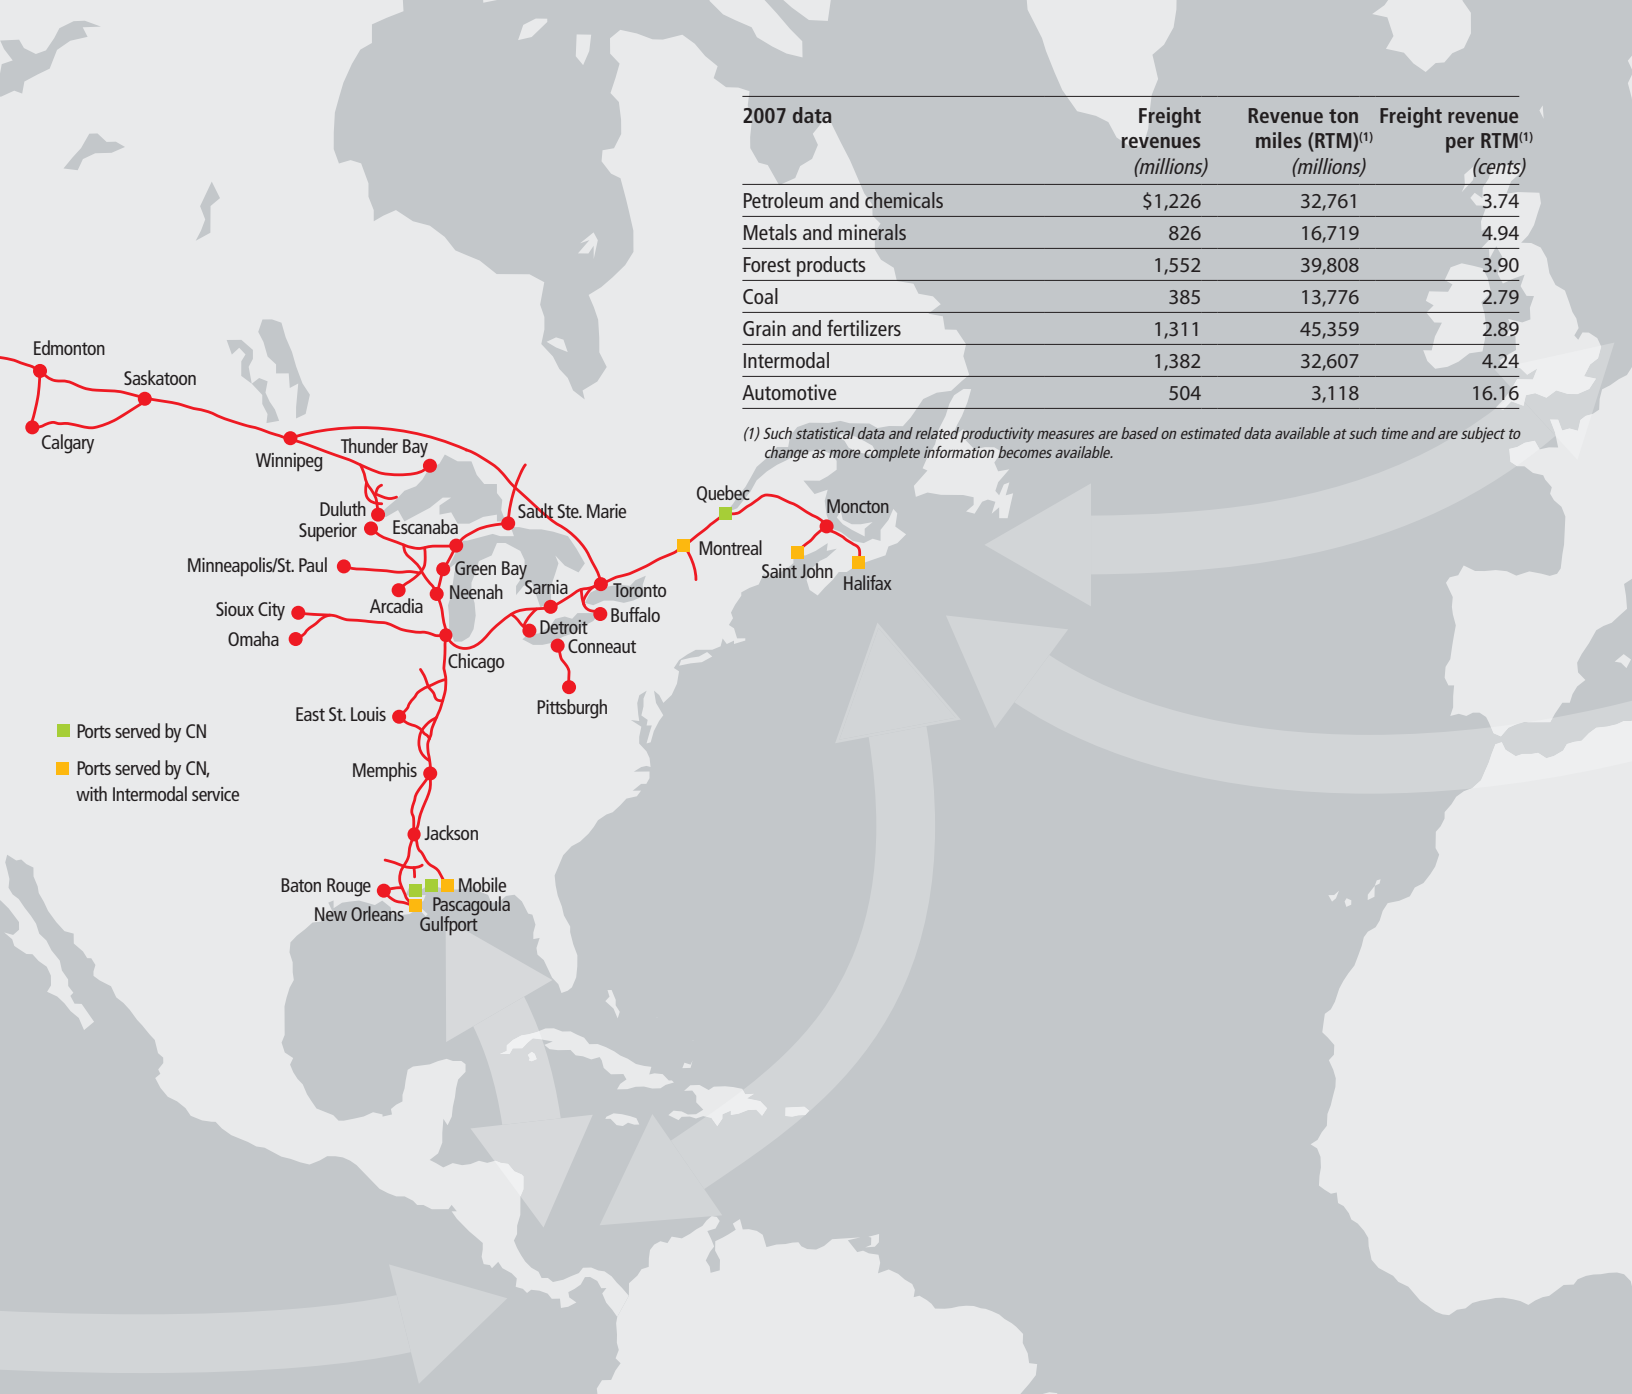 2007 data Freight revenues (millions) Revenue ton miles (RTM)(1) (millions) Freight revenue per RTM(1) (cents)
Petroleum and chemicals $1,226 32,761 3.74
Metals and minerals 826 16,719 4.94
Forest products 1,552 39,808 3.90
Coal 385 13,776 2.79
Grain and fertilizers 1,311 45,359 2.89
Intermodal 1,382 32,607 4.24
Automotive 504 3,118 16.16
(1) Such statistical data and related productivity measures are based on estimated data available at such time and are subject to
change as more complete information becomes available.
Edmonton
Saskatoon
Calgary
Winnipeg
Thunder Bay
Duluth
Superior
Escanaba
Sault Ste. Marie
Quebec
Moncton
Montreal
Saint John
Halifax
Minneapolis/St. Paul
Green Bay
Arcadia
Neenah
Sarnia
Toronto
Sioux City
Buffalo
Omaha
Detroit
Conneaut
Chicago
Pittsburgh
East St. Louis
Ports served by CN
Ports served by CN,
with Intermodal service
Memphis
Jackson
Baton Rouge
Mobile
Pascagoula
New Orleans
Gulfport